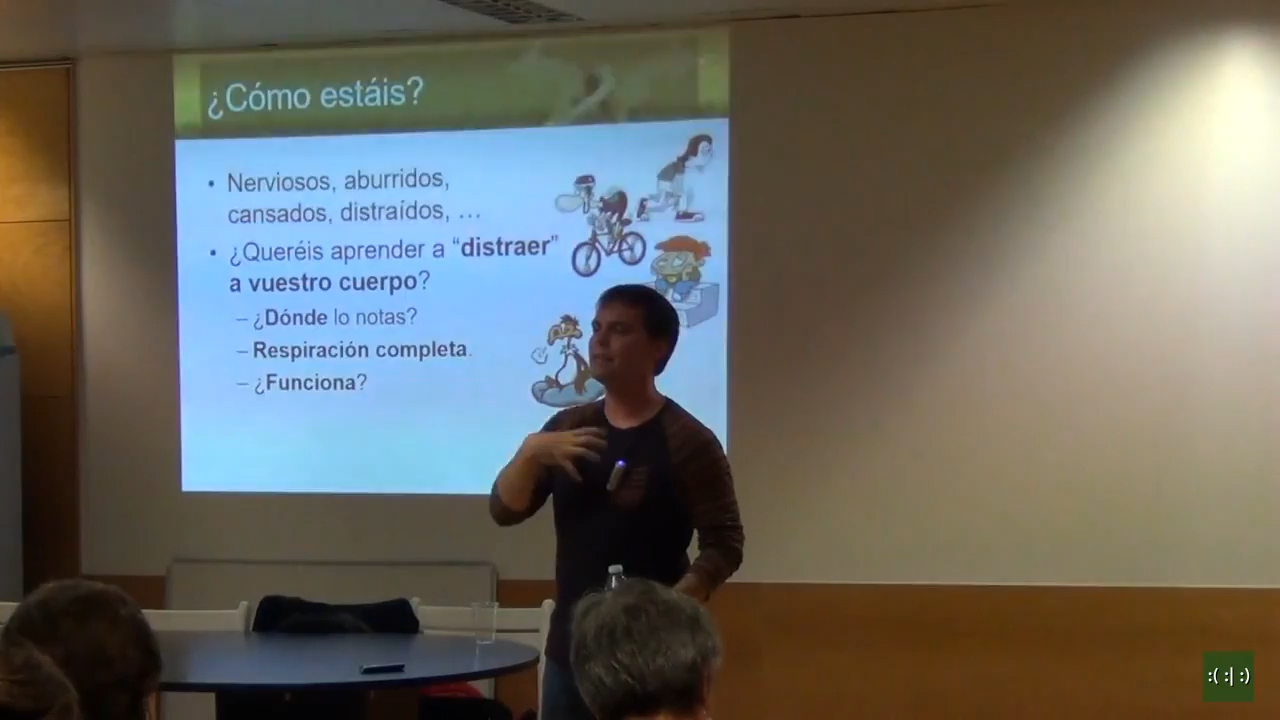 ¿Cómo estáis?
• Nerviosos, aburridos,
cansados, distraídos, …
• ¿Queréis aprender a “distraer”
a vuestro cuerpo?
– ¿Dónde lo notas?
– Respiración completa.
– ¿Funciona?
:( :| :)